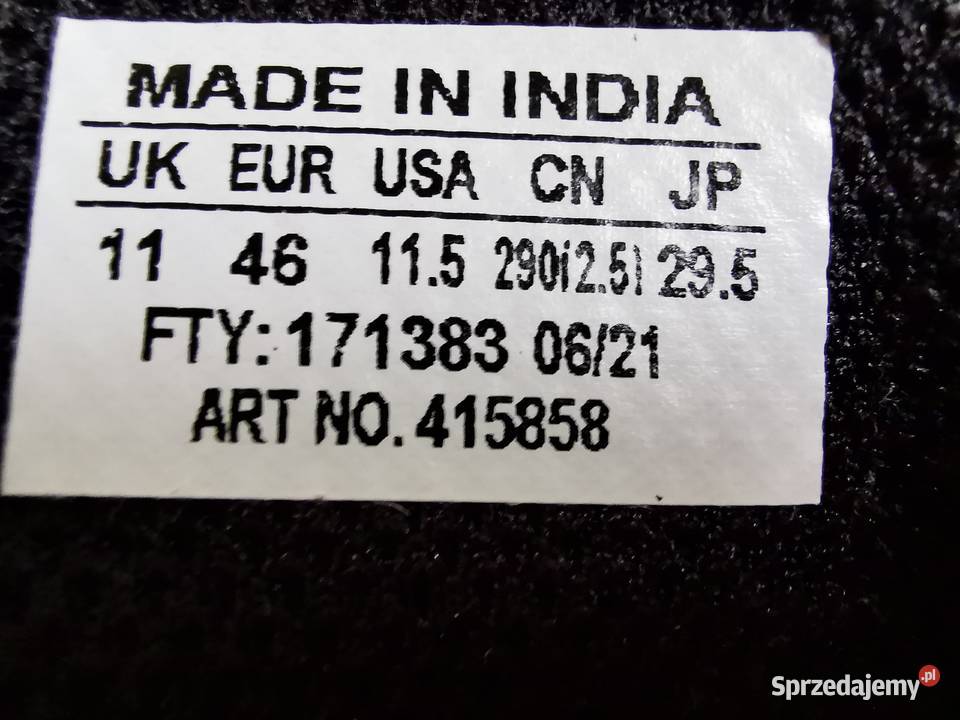 MADE IN INDIA
UK EUR USA CN JP
11 46 11.5 290(2.5) 29.5
FTY: 171383 06/21
ART NO. 415858
Sprzedajemy.pl